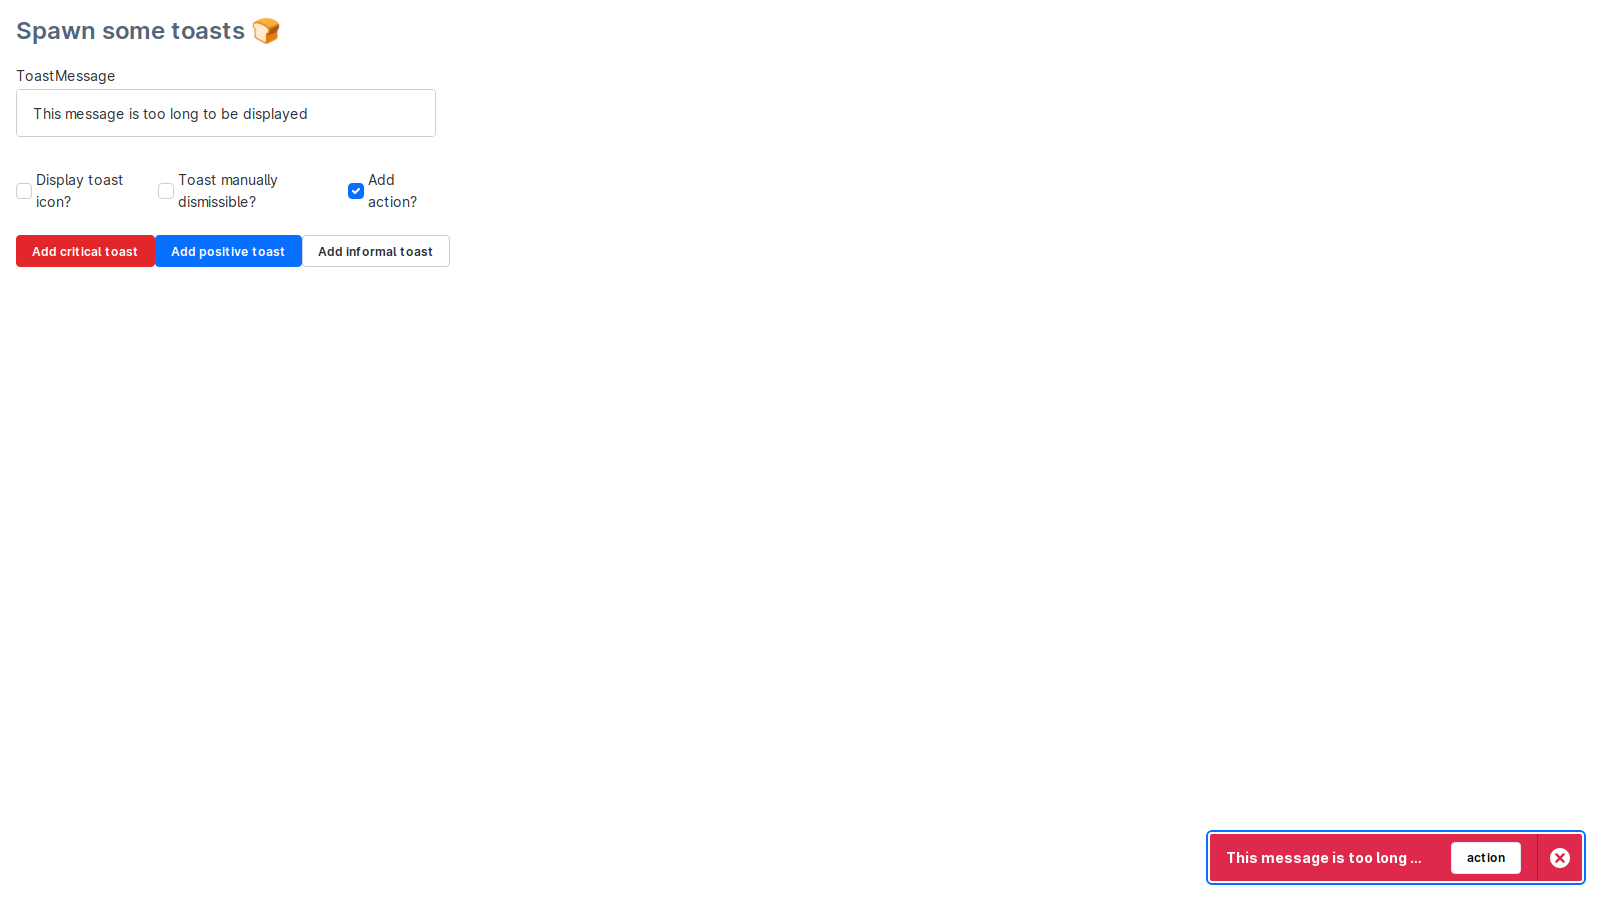 Spawn some toasts 🍞
ToastMessage
This message is too long to be displayed
Display toast
icon?
Toast manually
dismissible?
Add
action?
Add critical toast
Add positive toast
Add informal toast
This message is too long ...
action